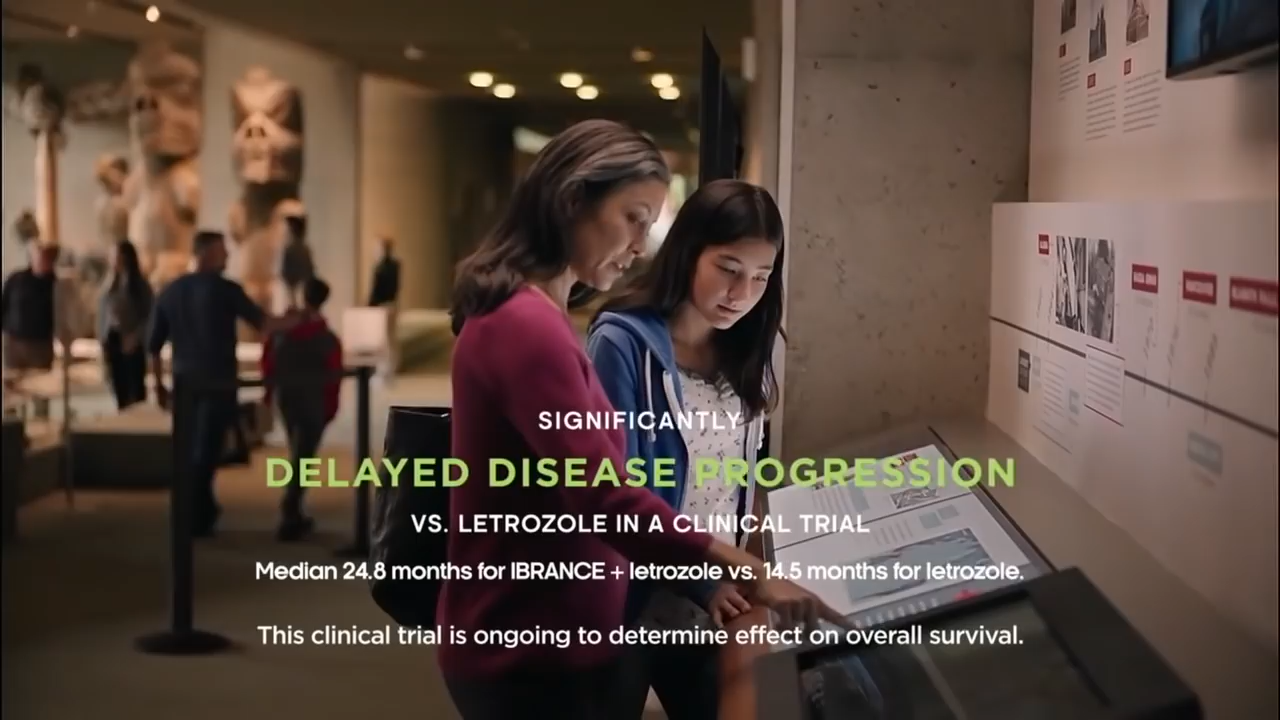 SIGNIFICANTLY
DELAYED DISEASE PROGRESSION
VS. LETROZOLE IN A CLINICAL TRIAL
Median 24.8 months for IBRANCE + letrozole vs. 14.5 months for letrozole.
This clinical trial is ongoing to determine effect on overall survival.